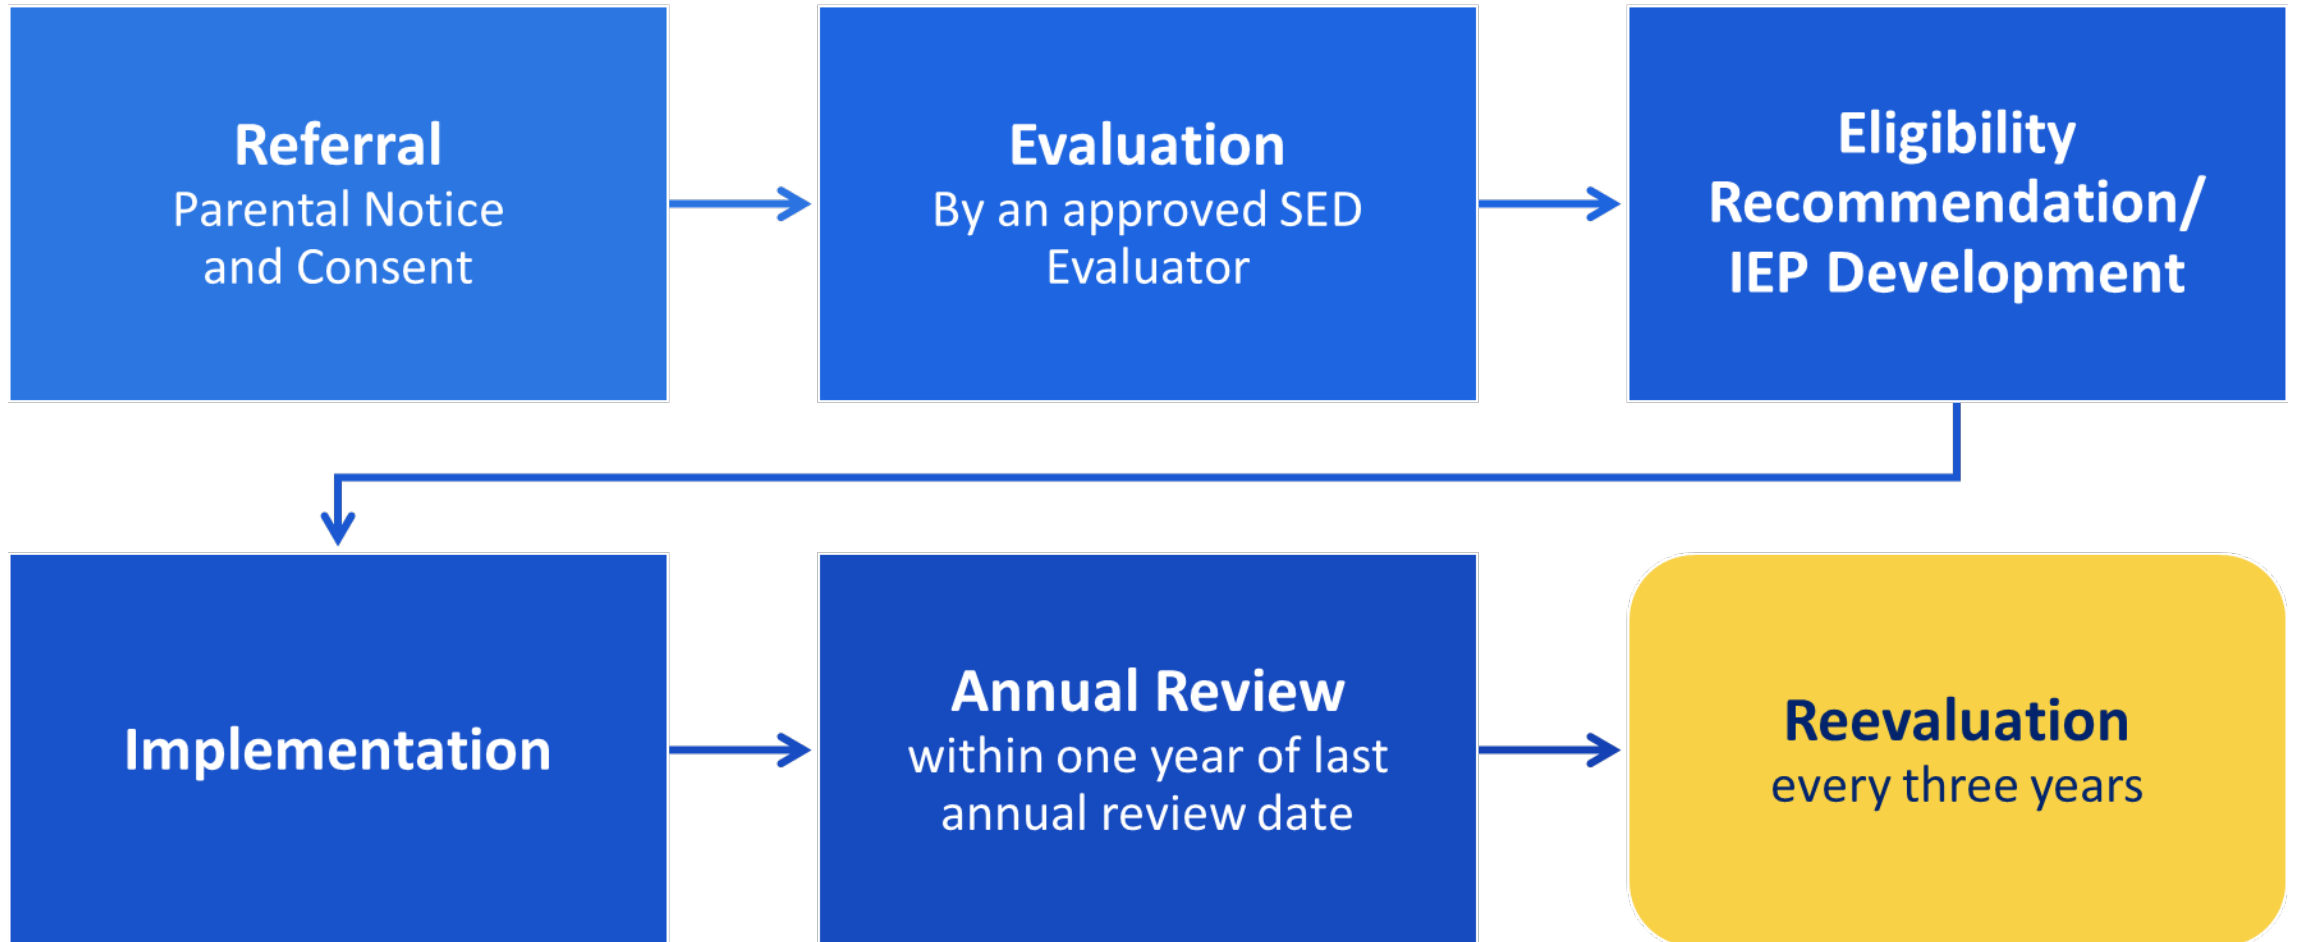 Referral
Parental Notice
and Consent
Evaluation
By an approved SED
Evaluator
Eligibility
Recommendation/
IEP Development
Implementation
Annual Review
within one year of last
annual review date
Reevaluation
every three years